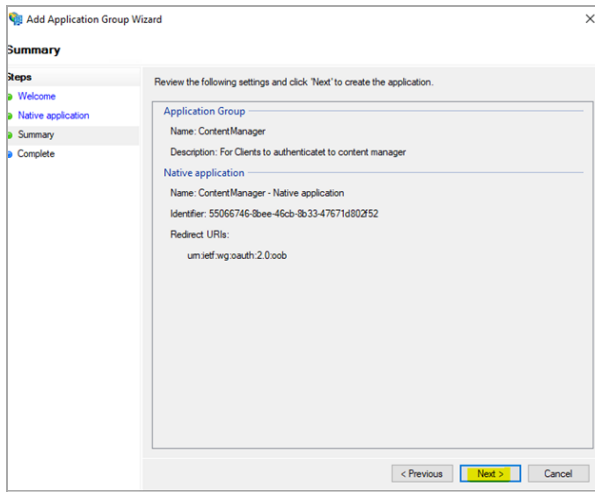 Add Application Group Wizard
Summary
Steps
Welcome
Native application
Summary
Complete
Review the following settings and click 'Next' to create the application.
Application Group
Name: ContentManager
Description: For Clients to authenticatet to content manager
Native application
Name: ContentManager - Native application
Identifier: 55066746-8bee-46cb-8b33-47671d802f52
Redirect URIs:
urn:ietf:wg:oauth:2.0:oob
< Previous
Next >
Cancel